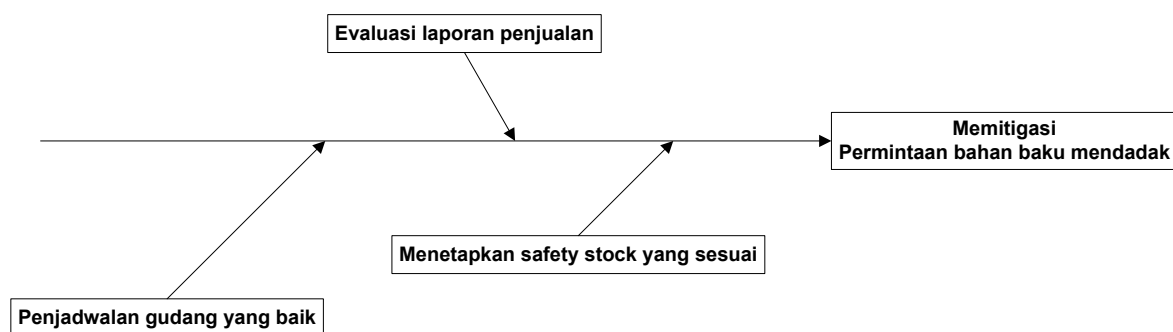 Evaluasi laporan penjualan
Memitigasi
Permintaan bahan baku mendadak
Menetapkan safety stock yang sesuai
Penjadwalan gudang yang baik